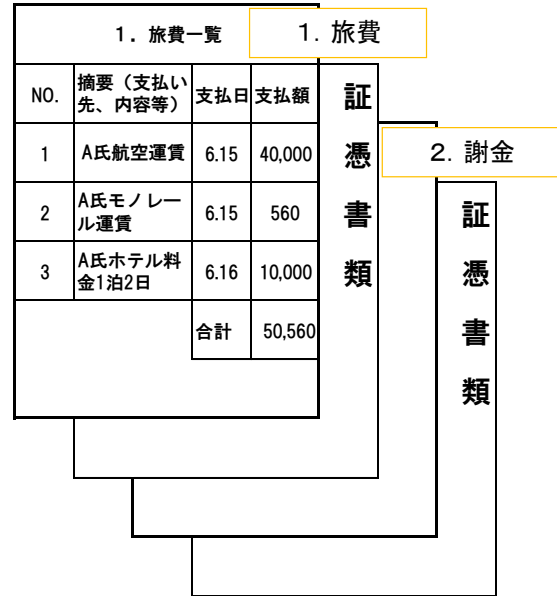 1．旅費一覧
1．旅費
NO.
摘要（支払い
先、内容等）
支払日
支払額
1
A氏航空運賃
6.15
40,000
2
A氏モノレー
ル運賃
6.15
560
3
A氏ホテル料
金1泊2日
6.16
10,000
合計
50,560
証憑書類
2．謝金
証憑書類